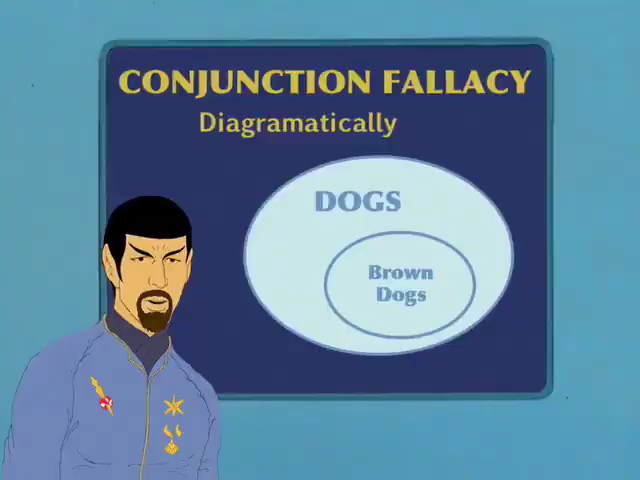 CONJUNCTION FALLACY
Diagramatically
DOGS
Brown
Dogs